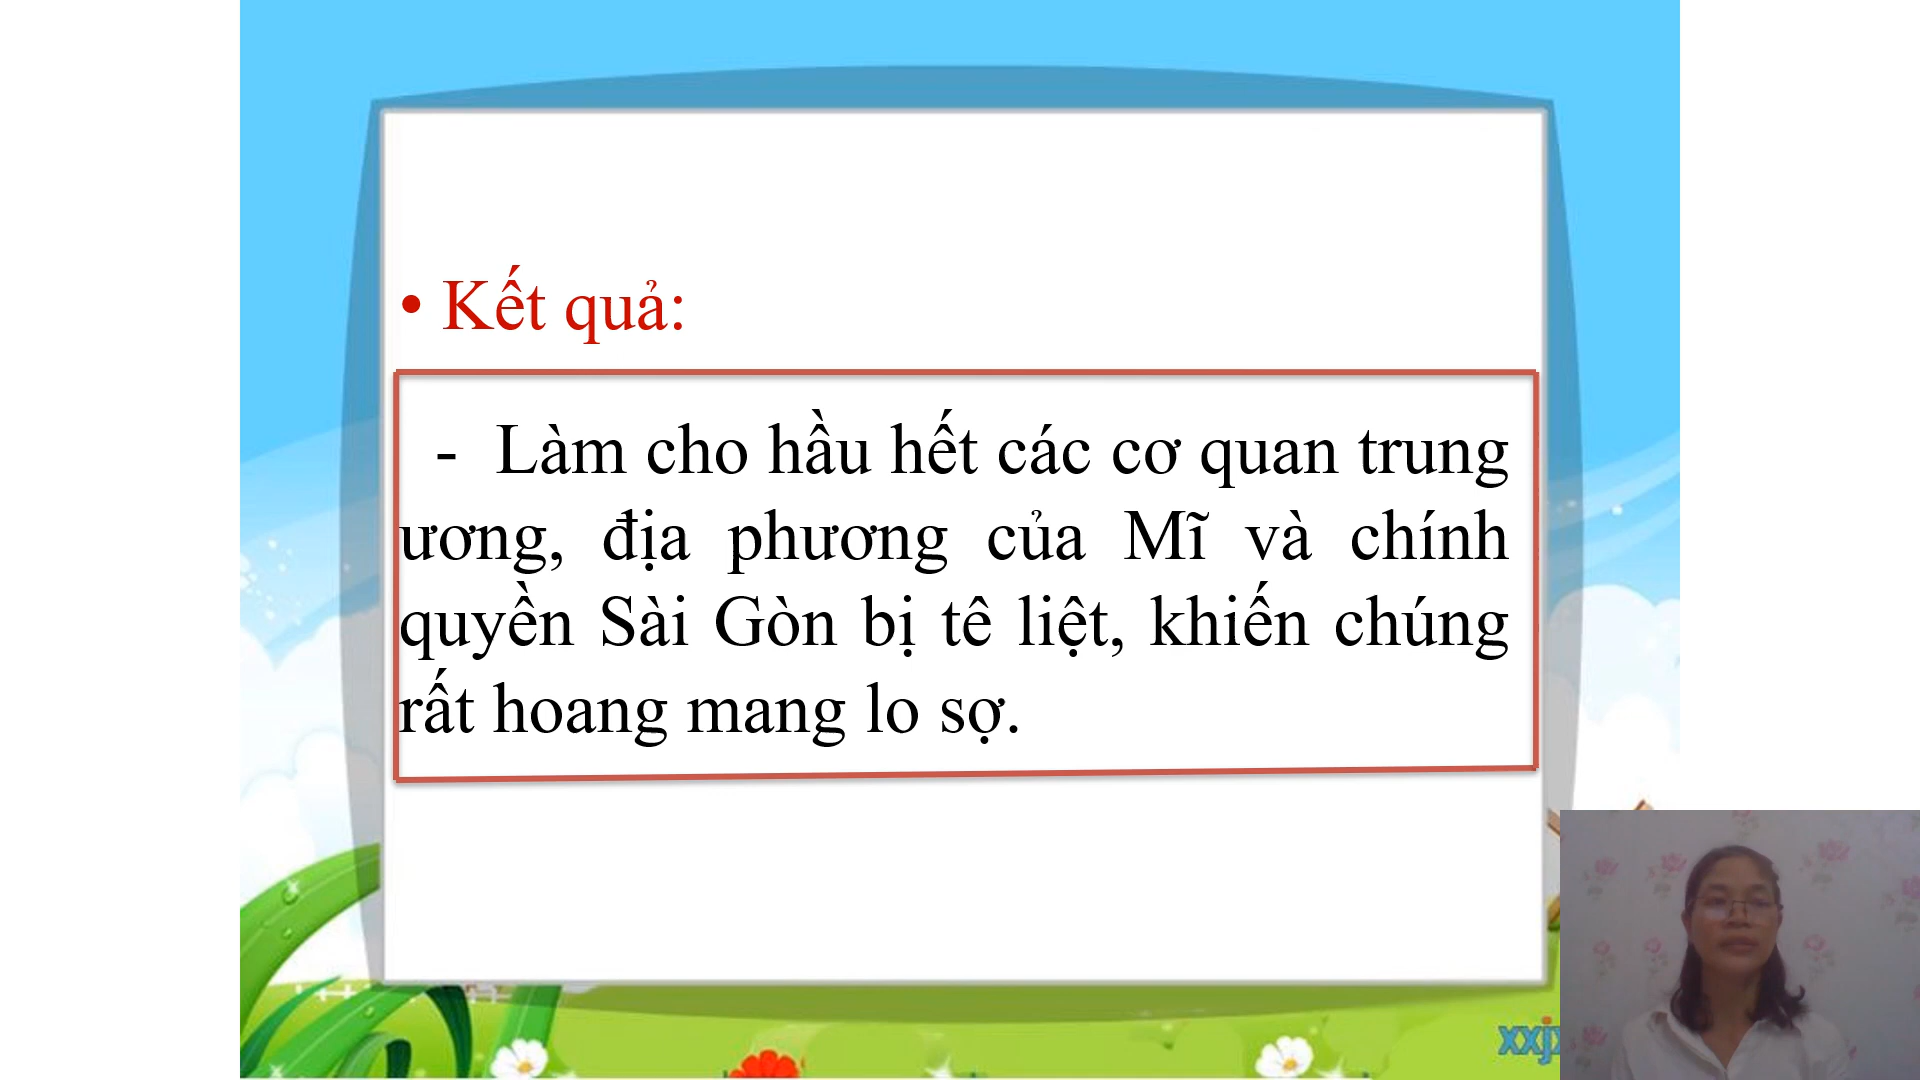 • Kết quả:
- Làm cho hầu hết các cơ quan trung
ương, địa phương của Mĩ và chính
quyền Sài Gòn bị tê liệt, khiến chúng
rất hoang mang lo sợ.